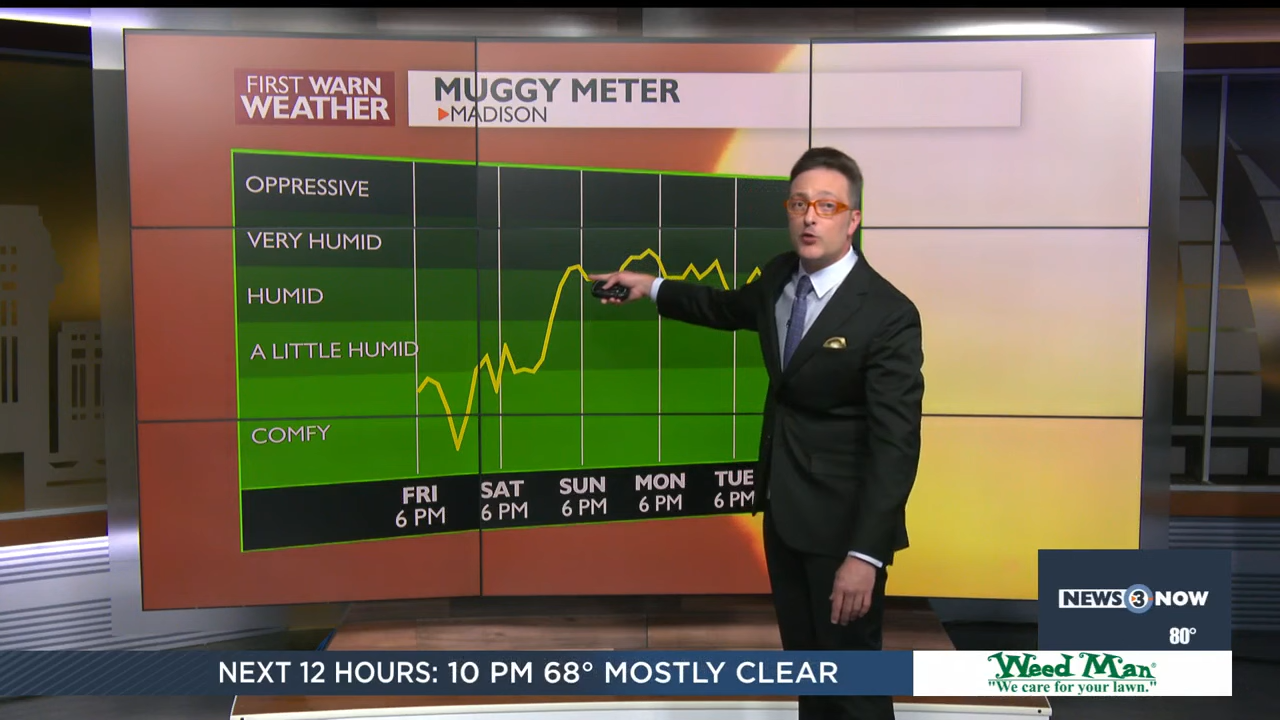 FIRST WARN
WEATHER
MUGGY METER
MADISON
OPPRESSIVE
VERY HUMID
HUMID
A LITTLE HUMID
COMFY
FRI
6 PM
SAT
6 PM
SUN
6 PM
MON
6 PM
TUE
6 PM
NEWS 3 NOW
80°
NEXT 12 HOURS: 10 PM 68° MOSTLY CLEAR
Weed Man®
"We care for your lawn."